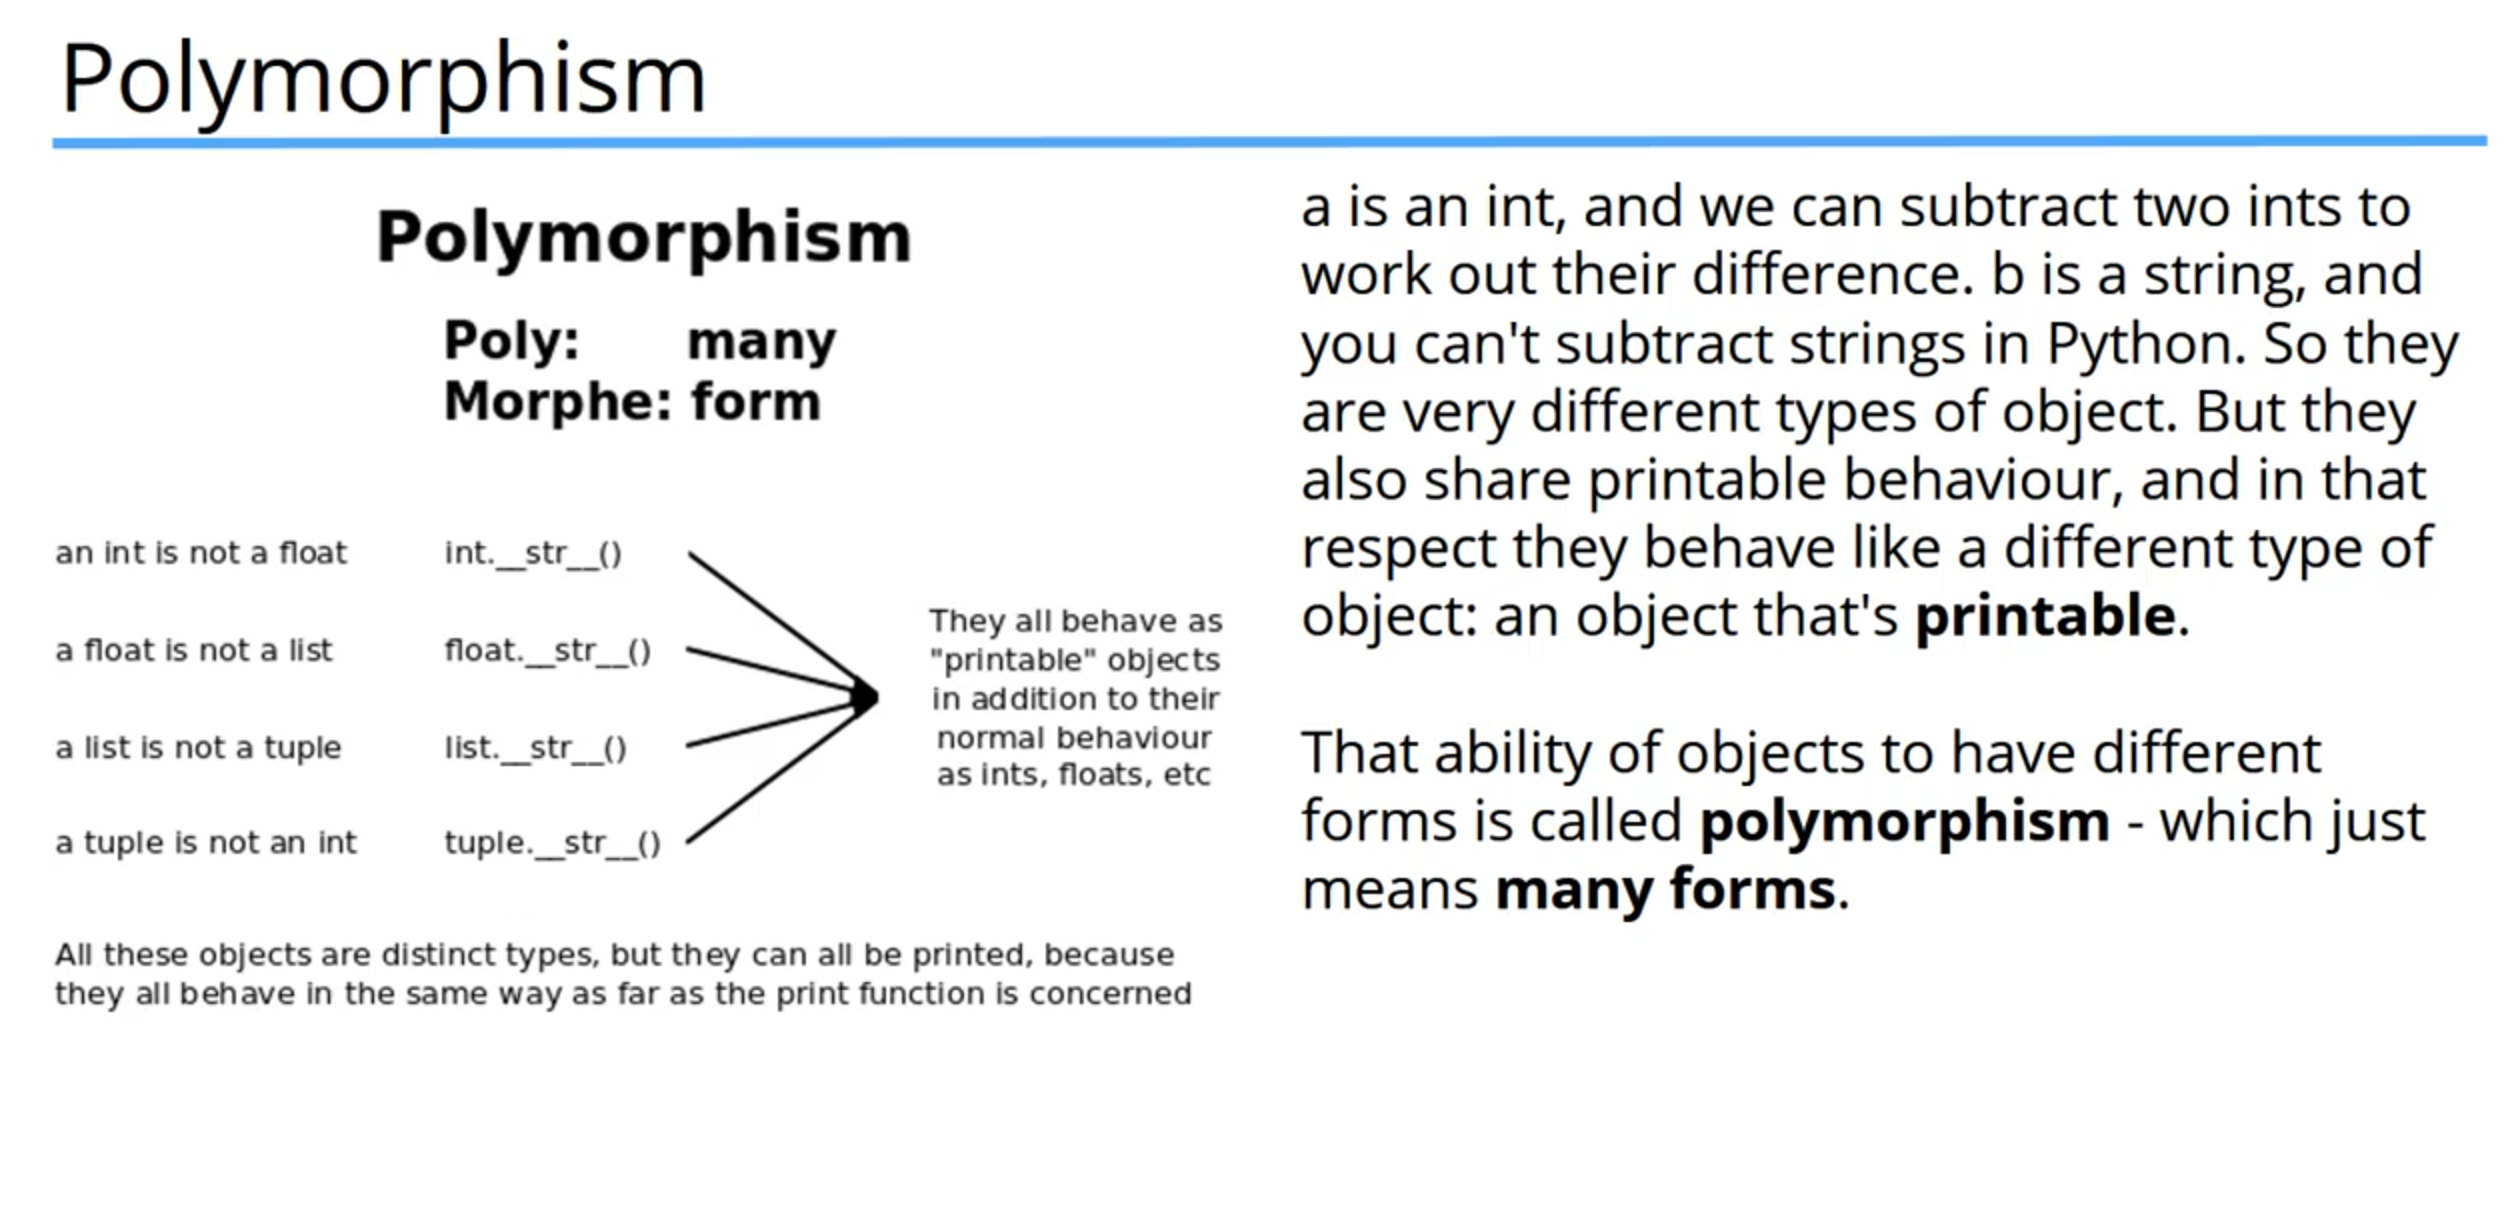 Polymorphism
Polymorphism
Poly: many
Morphe: form
an int is not a float int.__str__()
a float is not a list float.__str__()
a list is not a tuple list.__str__()
a tuple is not an int tuple.__str__()
They all behave as
"printable" objects
in addition to their
normal behaviour
as ints, floats, etc
All these objects are distinct types, but they can all be printed, because
they all behave in the same way as far as the print function is concerned
a is an int, and we can subtract two ints to
work out their difference. b is a string, and
you can't subtract strings in Python. So they
are very different types of object. But they
also share printable behaviour, and in that
respect they behave like a different type of
object: an object that's printable.
That ability of objects to have different
forms is called polymorphism - which just
means many forms.